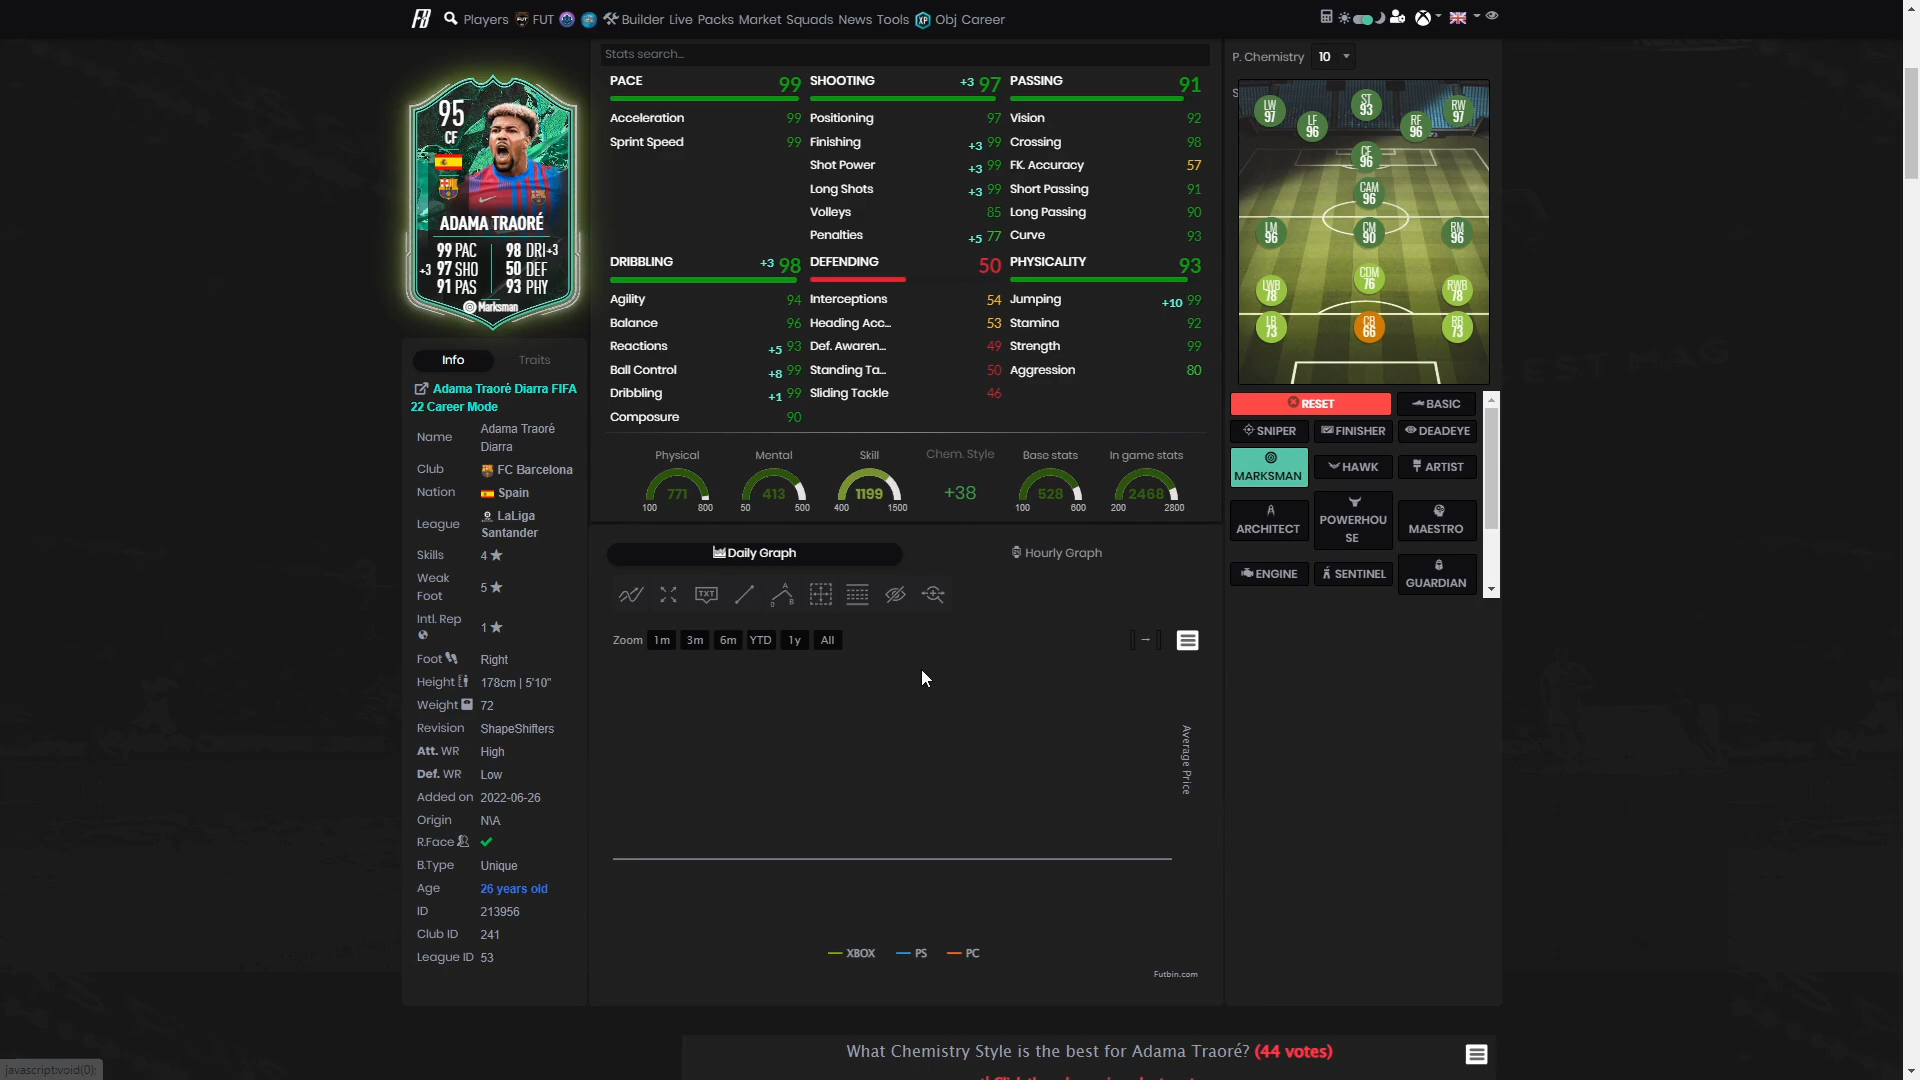 Players FUT Builder Live Packs Market Squads News Tools XP Obj Career
Stats search...
P. Chemistry 10
95
CF
ADAMA TRAORÉ
99 PAC 98 DRI+3
+3 97 SHO 50 DEF
91 PAS 93 PHY
Marksman
PACE 99
Acceleration 99
Sprint Speed 99
SHOOTING +3 97
Positioning 97
Finishing +3 99
Shot Power +3 99
Long Shots +3 99
Volleys 85
Penalties +5 77
PASSING 91
Vision 92
Crossing 98
FK. Accuracy 57
Short Passing 91
Long Passing 90
Curve 93
DRIBBLING +3 98
Agility 94
Balance 96
Reactions +5 93
Ball Control +8 99
Dribbling +1 99
Composure 90
DEFENDING 50
Interceptions 54
Heading Acc... 53
Def. Awaren... 49
Standing Ta... 50
Sliding Tackle 46
PHYSICALITY 93
Jumping +10 99
Stamina 92
Strength 99
Aggression 80
Physical Mental Skill Chem. Style Base stats In game stats
771 413 1199 +38 528 2468
100 800 50 500 400 1500 100 600 200 2800
Info Traits
Adama Traoré Diarra FIFA
22 Career Mode
Name Adama Traoré
Diarra
Club FC Barcelona
Nation Spain
League LaLiga
Santander
Skills 4
Weak
Foot 5
Intl. Rep
1
Foot Right
Height 178cm | 5'10"
Weight 72
Revision ShapeShifters
Att. WR High
Def. WR Low
Added on 2022-06-26
Origin N\A
R.Face
B.Type Unique
Age 26 years old
ID 213956
Club ID 241
League ID 53
Daily Graph Hourly Graph
TXT
Zoom 1m 3m 6m YTD 1y All
→
Average Price
XBOX PS PC
Futbin.com
LW
97
LF
96
ST
93
RF
96
RW
97
CF
96
CAM
96
LM
96
CM
90
RM
96
CDM
76
LWB
78
RWB
78
LB
73
CB
66
RB
73
RESET BASIC
SNIPER FINISHER DEADEYE
MARKSMAN HAWK ARTIST
ARCHITECT POWERHOU
SE MAESTRO
ENGINE SENTINEL GUARDIAN
What Chemistry Style is the best for Adama Traoré? (44 votes)
javascript:void(0);